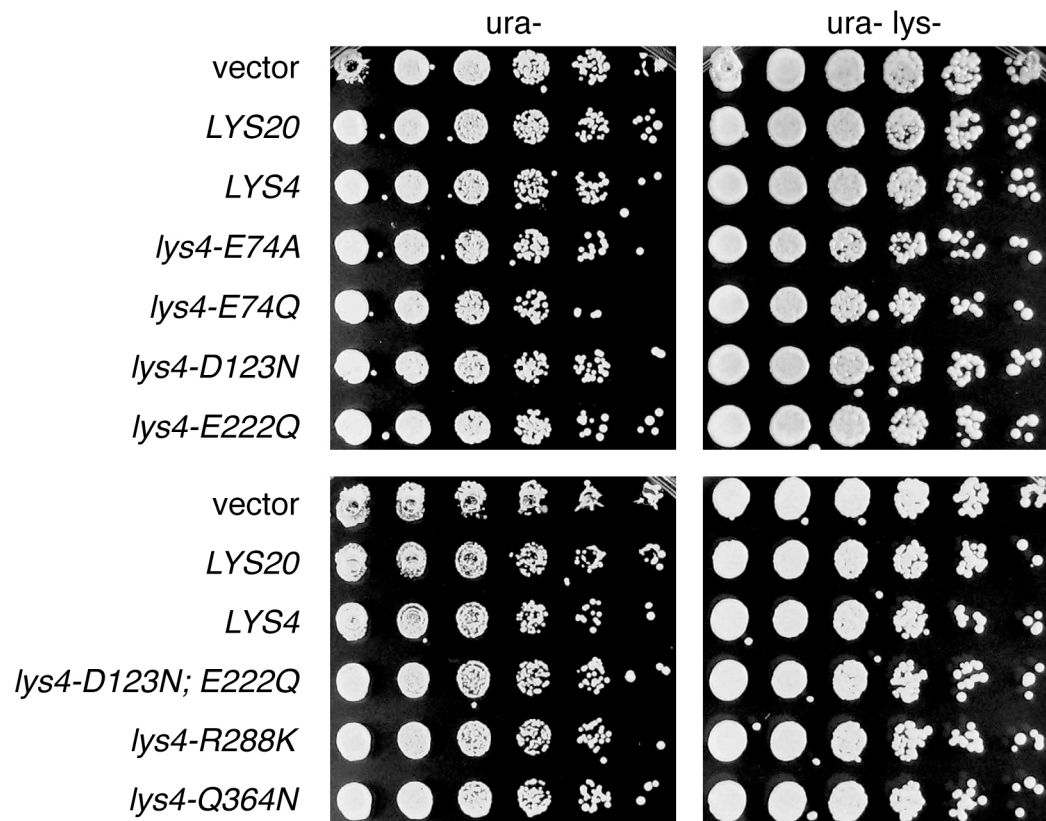 ura-
ura- lys-
vector
LYS20
LYS4
lys4-E74A
lys4-E74Q
lys4-D123N
lys4-E222Q
vector
LYS20
LYS4
lys4-D123N; E222Q
lys4-R288K
lys4-Q364N